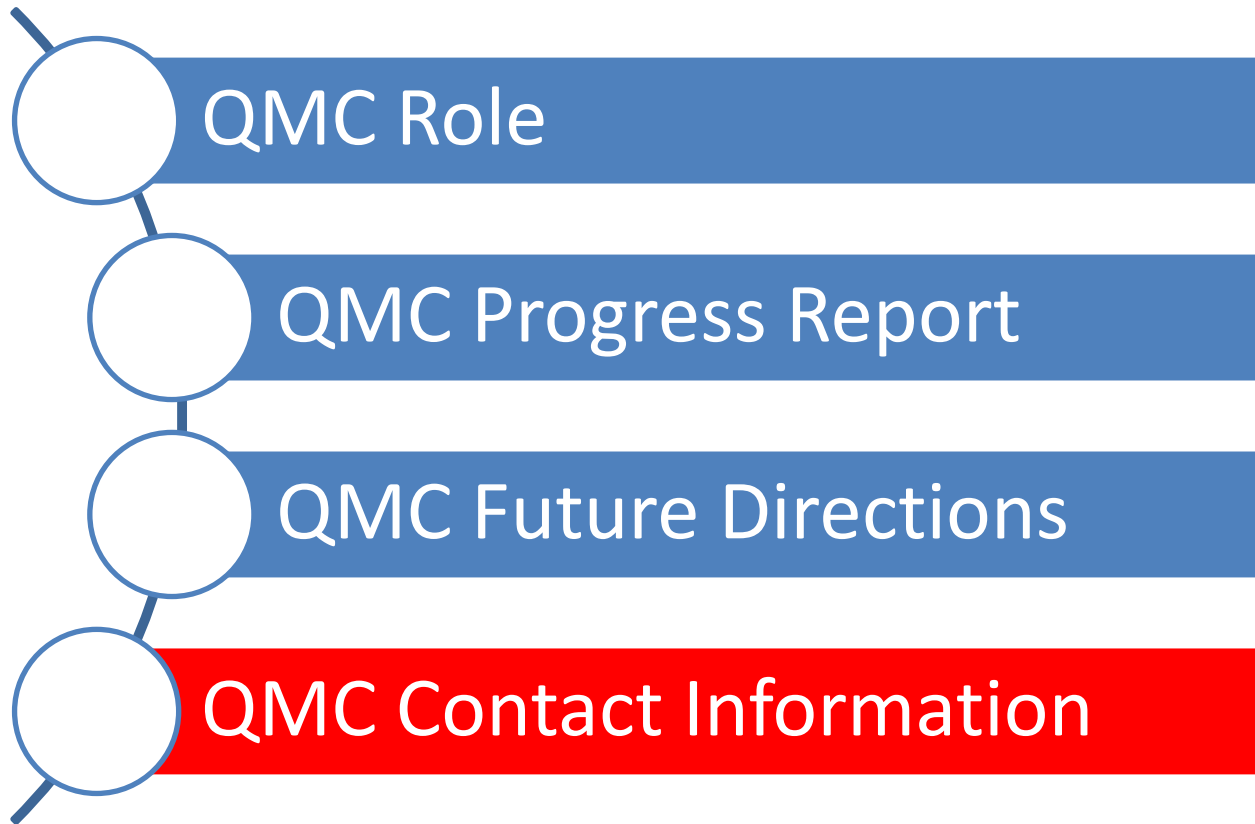 QMC Role
QMC Progress Report
QMC Future Directions
QMC Contact Information